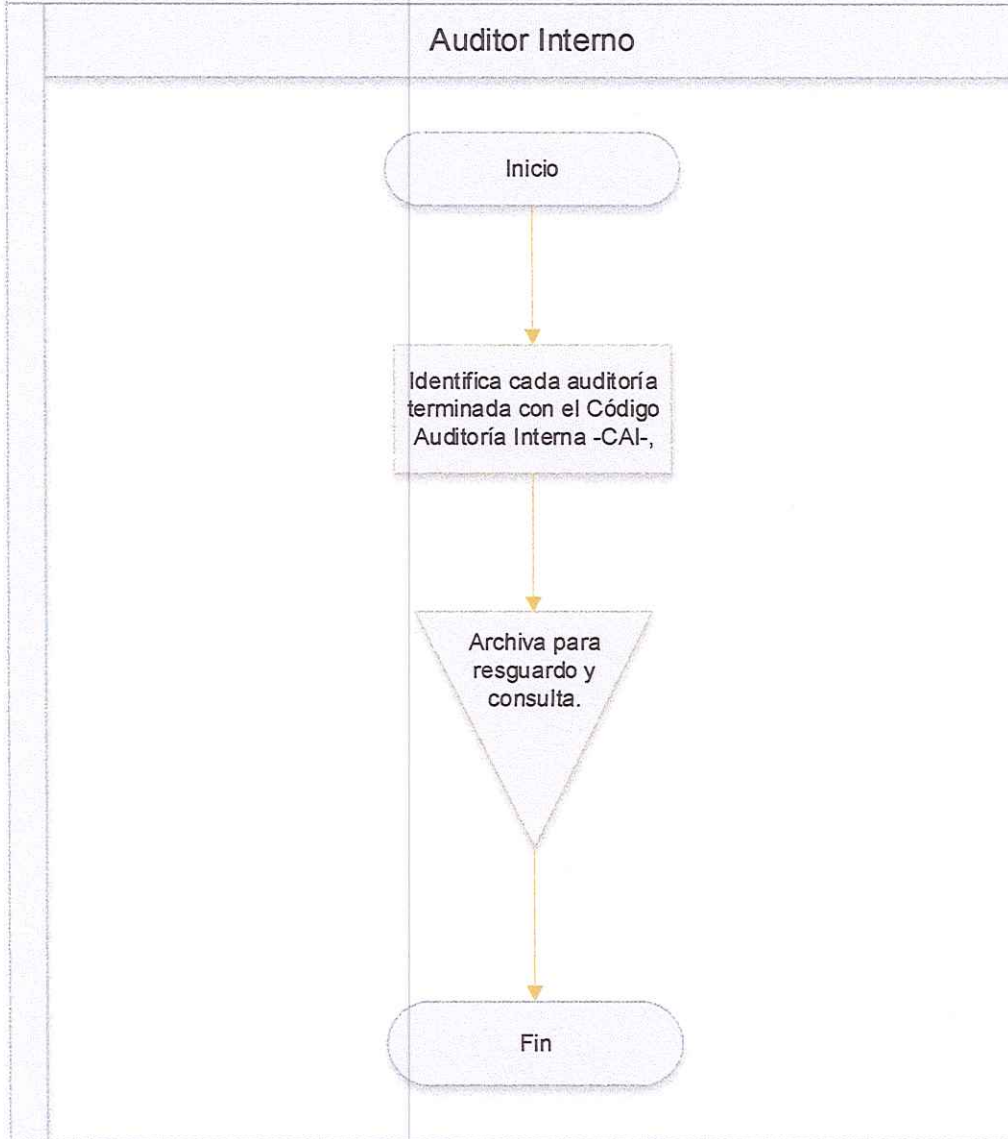 Auditor Interno
Inicio
Identifica cada auditoría
terminada con el Código
Auditoría Interna -CAI-,
Archiva para
resguardo y
consulta.
Fin